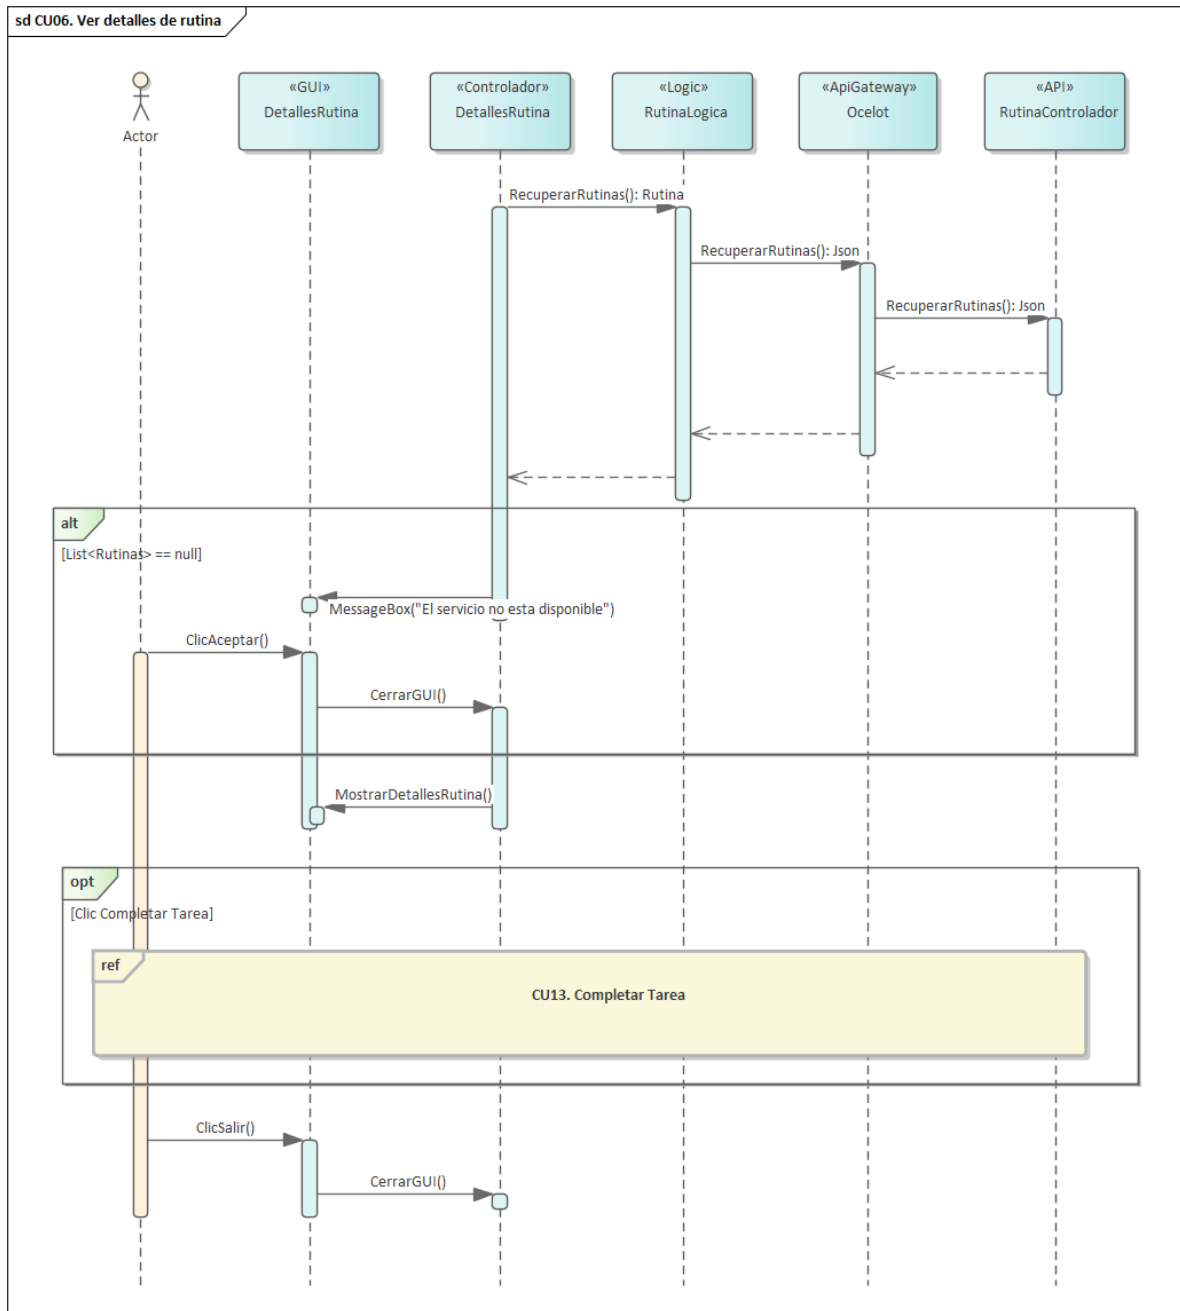 sd CU06. Ver detalles de rutina
Actor
«GUI»
DetallesRutina
«Controlador»
DetallesRutina
«Logic»
RutinaLogica
«ApiGateway»
Ocelot
«API»
RutinaControlador
RecuperarRutinas(): Rutina
RecuperarRutinas(): Json
RecuperarRutinas(): Json
alt
[List<Rutinas> == null]
MessageBox("El servicio no esta disponible")
ClicAceptar()
CerrarGUI()
MostrarDetallesRutina()
opt
[Clic Completar Tarea]
ref
CU13. Completar Tarea
ClicSalir()
CerrarGUI()